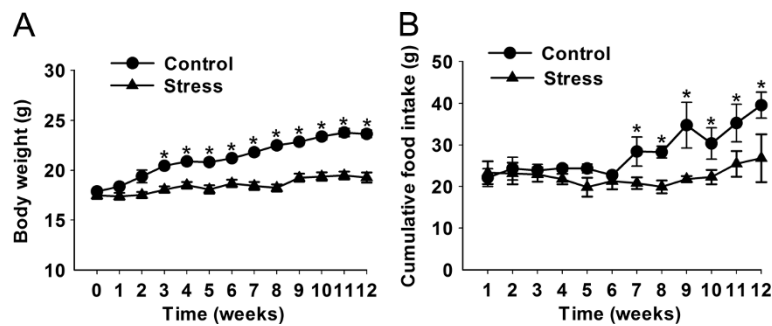 A
Control
Stress
Body weight (g)
30
25
20
15
10
* * * * * * * * * *
0 1 2 3 4 5 6 7 8 9 10 11 12
Time (weeks)
B
Control
Stress
Cumulative food intake (g)
50
40
30
20
10
0
* * * * * *
1 2 3 4 5 6 7 8 9 10 11 12
Time (weeks)